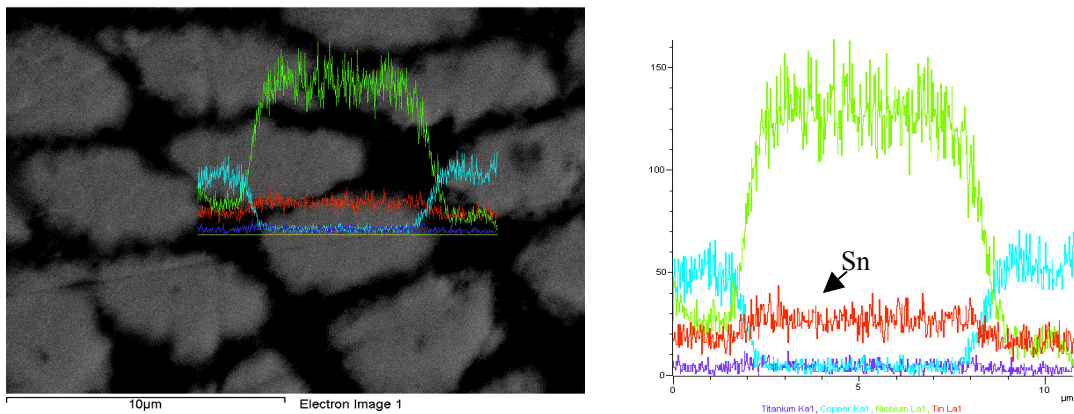 10µm
Electron Image 1
150
100
50
0
Sn
0
5
10
µm
Titanium Ka1, Copper Ka1, Niobium La1, Tin La1